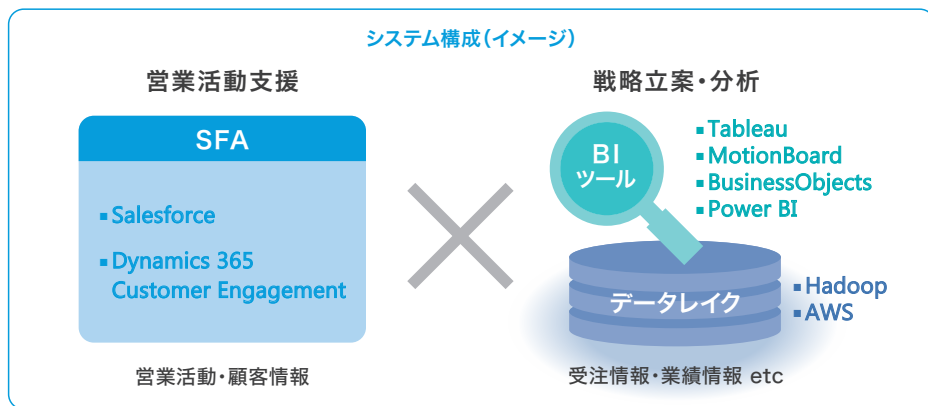 システム構成(イメージ)
営業活動支援
SFA
▪Salesforce
▪Dynamics 365
Customer Engagement
営業活動・顧客情報
戦略立案・分析
BI
ツール
▪Tableau
▪MotionBoard
▪BusinessObjects
▪Power BI
データレイク
▪Hadoop
▪AWS
受注情報・業績情報 etc